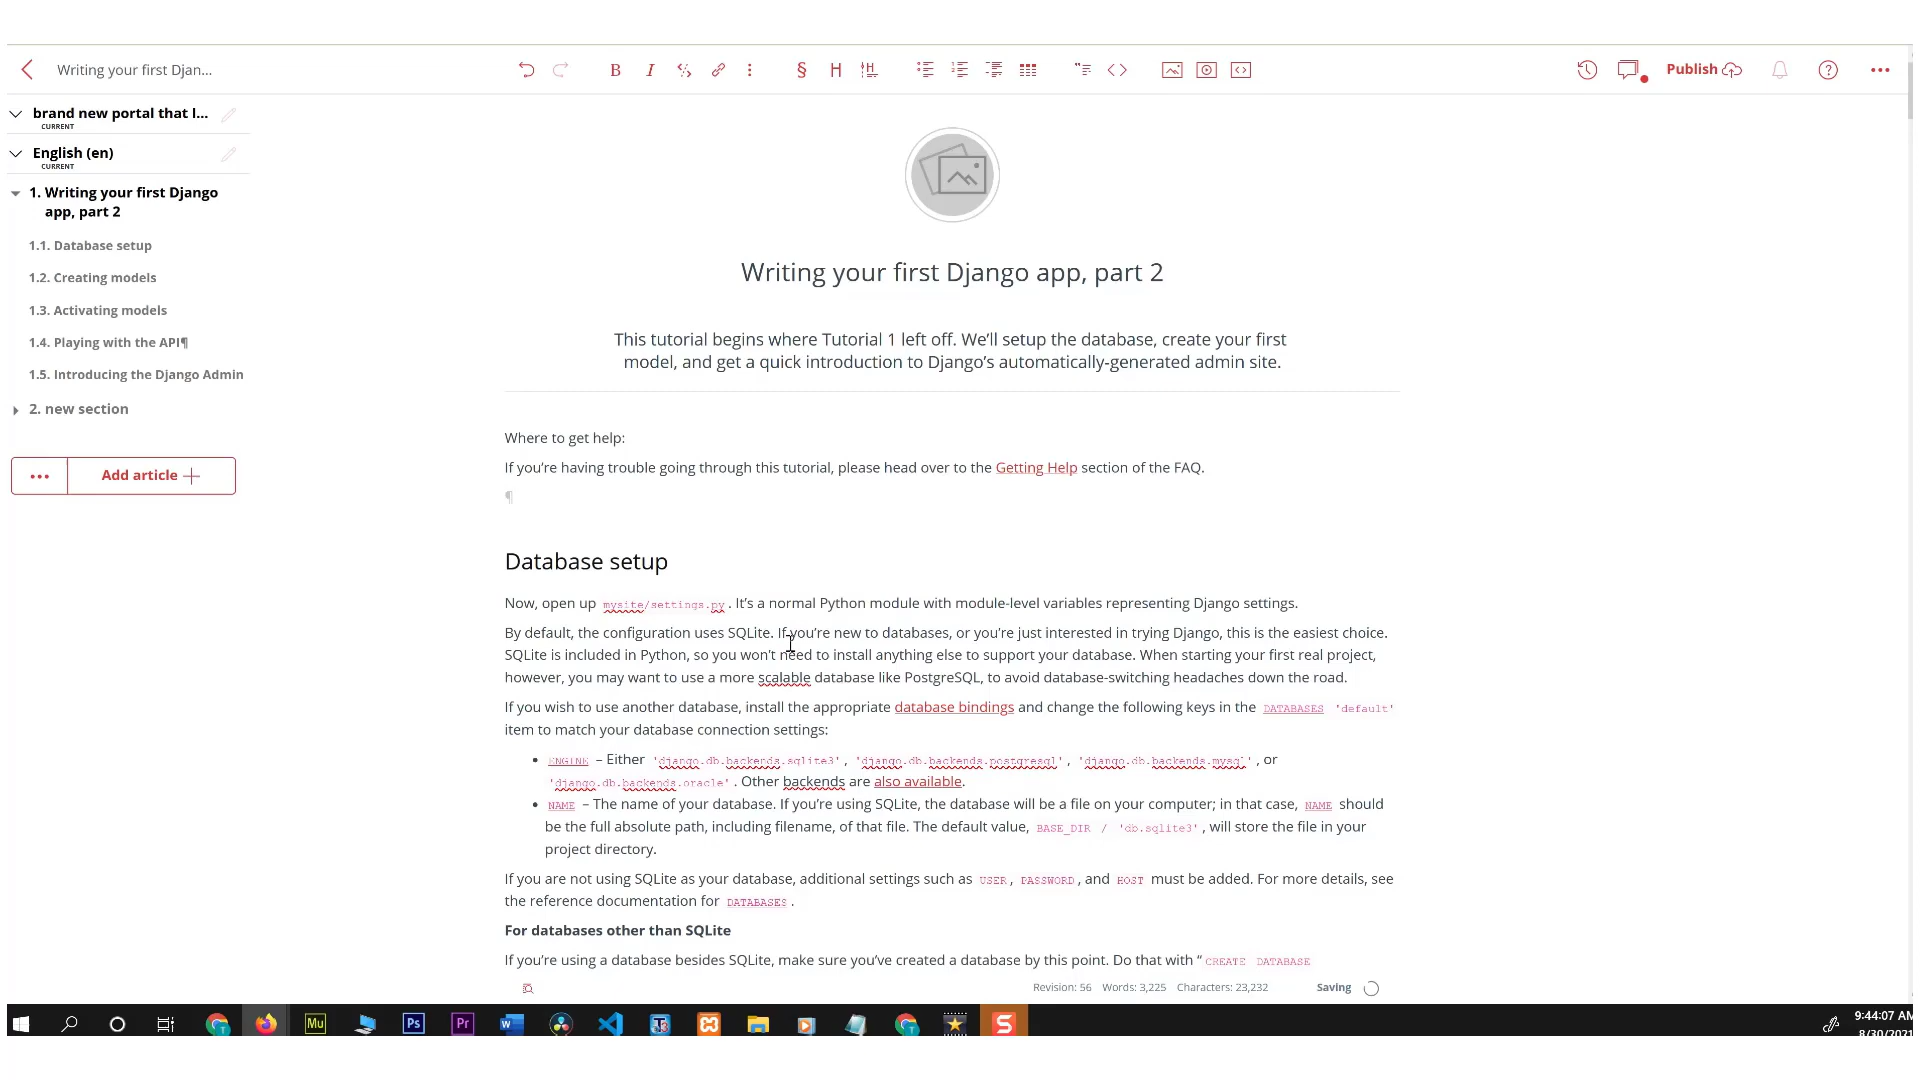 Writing your first Djan...
B
I
§
H
H
Publish
brand new portal that l...
CURRENT
English (en)
CURRENT
1. Writing your first Django
app, part 2
1.1. Database setup
1.2. Creating models
1.3. Activating models
1.4. Playing with the API¶
1.5. Introducing the Django Admin
2. new section
Add article
Writing your first Django app, part 2
This tutorial begins where Tutorial 1 left off. We’ll setup the database, create your first
model, and get a quick introduction to Django’s automatically-generated admin site.
Where to get help:
If you’re having trouble going through this tutorial, please head over to the Getting Help section of the FAQ.
¶
Database setup
Now, open up mysite/settings.py . It’s a normal Python module with module-level variables representing Django settings.
By default, the configuration uses SQLite. If you’re new to databases, or you’re just interested in trying Django, this is the easiest choice.
SQLite is included in Python, so you won’t need to install anything else to support your database. When starting your first real project,
however, you may want to use a more scalable database like PostgreSQL, to avoid database-switching headaches down the road.
If you wish to use another database, install the appropriate database bindings and change the following keys in the DATABASES 'default'
item to match your database connection settings:
• ENGINE – Either 'django.db.backends.sqlite3' , 'django.db.backends.postgresql' , 'django.db.backends.mysql' , or
'django.db.backends.oracle' . Other backends are also available.
• NAME – The name of your database. If you’re using SQLite, the database will be a file on your computer; in that case, NAME should
be the full absolute path, including filename, of that file. The default value, BASE_DIR / 'db.sqlite3' , will store the file in your
project directory.
If you are not using SQLite as your database, additional settings such as USER , PASSWORD , and HOST must be added. For more details, see
the reference documentation for DATABASES .
For databases other than SQLite
If you’re using a database besides SQLite, make sure you’ve created a database by this point. Do that with “ CREATE DATABASE
Revision: 56 Words: 3,225 Characters: 23,232 Saving
Mu
Ps
Pr
W
S
9:44:07 AM
8/30/2021